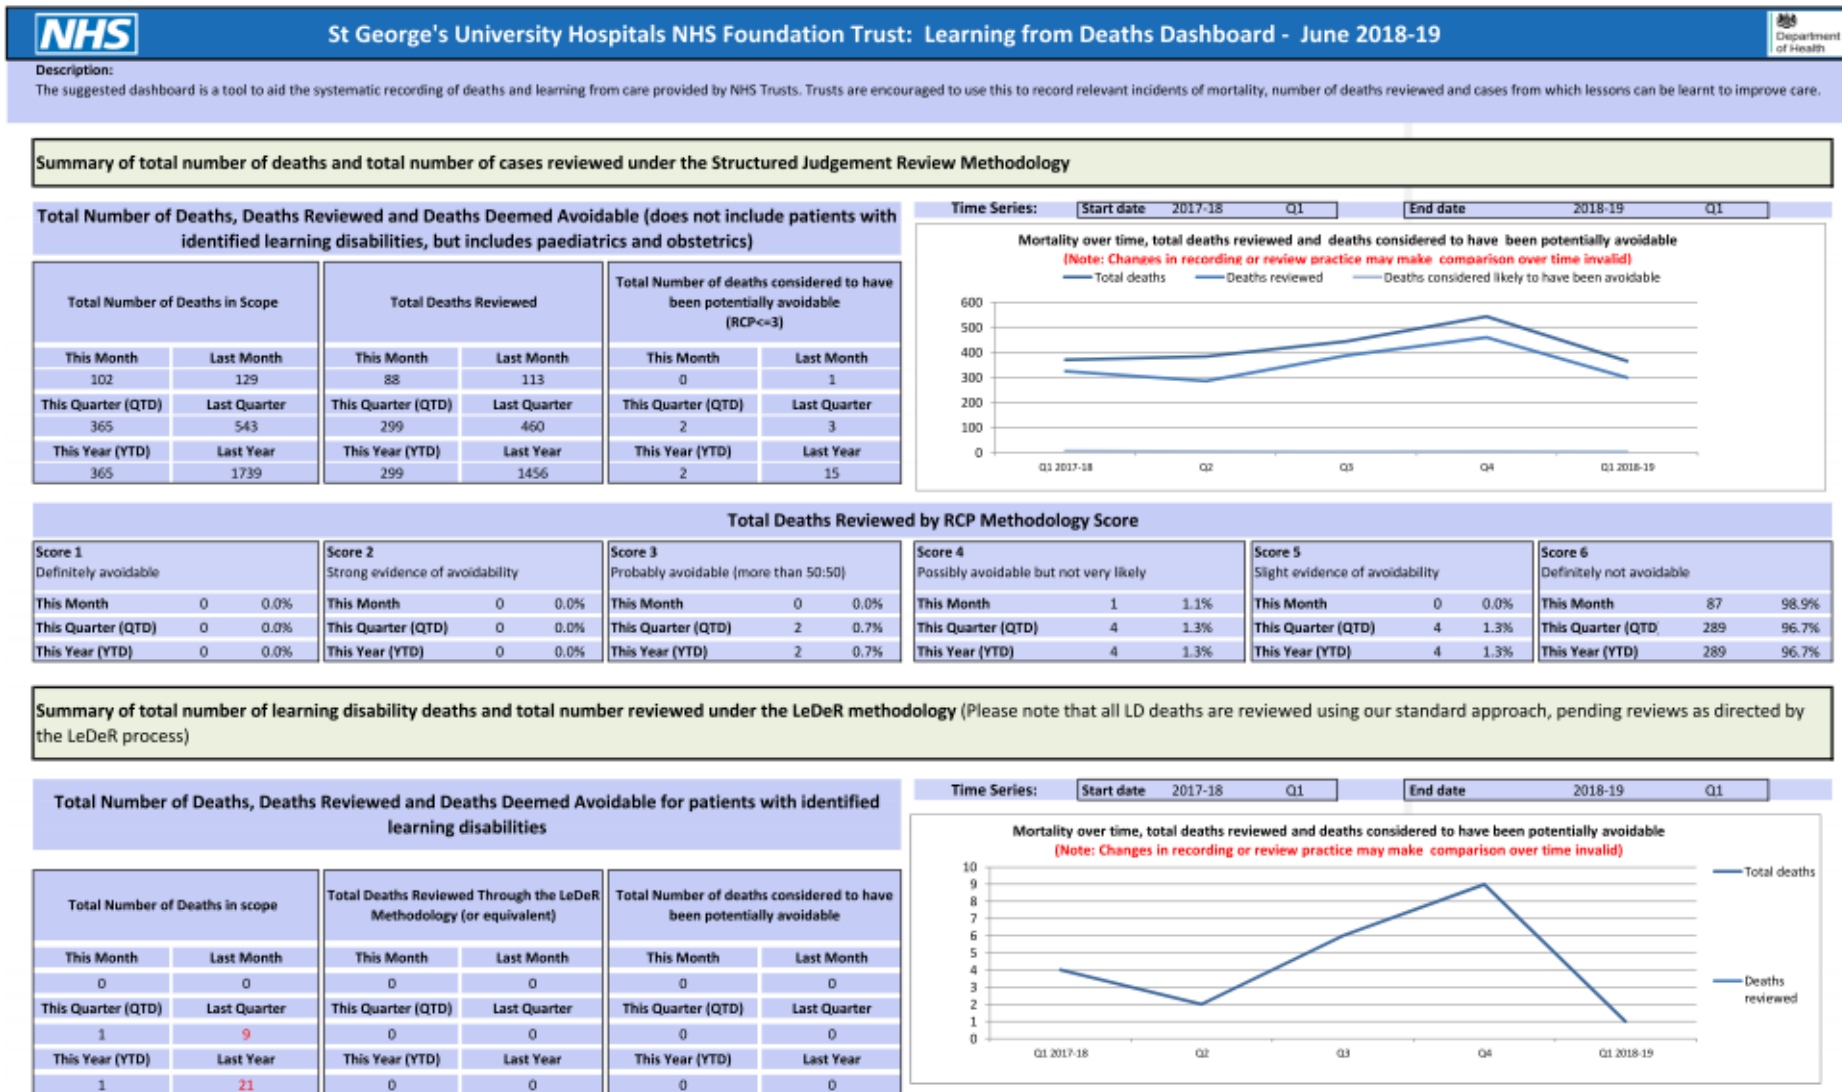 NHS
St George's University Hospitals NHS Foundation Trust: Learning from Deaths Dashboard - June 2018-19
Department
of Health
Description:
The suggested dashboard is a tool to aid the systematic recording of deaths and learning from care provided by NHS Trusts. Trusts are encouraged to use this to record relevant incidents of mortality, number of deaths reviewed and cases from which lessons can be learnt to improve care.
Summary of total number of deaths and total number of cases reviewed under the Structured Judgement Review Methodology
Total Number of Deaths, Deaths Reviewed and Deaths Deemed Avoidable (does not include patients with
identified learning disabilities, but includes paediatrics and obstetrics)
Total Number of Deaths in Scope
Total Deaths Reviewed
Total Number of deaths considered to have
been potentially avoidable
(RCP<=3)
This Month Last Month This Month Last Month This Month Last Month
102 129 88 113 0 1
This Quarter (QTD) Last Quarter This Quarter (QTD) Last Quarter This Quarter (QTD) Last Quarter
365 543 299 460 2 3
This Year (YTD) Last Year This Year (YTD) Last Year This Year (YTD) Last Year
365 1739 299 1456 2 15
Time Series: Start date 2017-18 Q1 End date 2018-19 Q1
Mortality over time, total deaths reviewed and deaths considered to have been potentially avoidable
(Note: Changes in recording or review practice may make comparison over time invalid)
Total deaths Deaths reviewed Deaths considered likely to have been avoidable
600
500
400
300
200
100
0
Q1 2017-18 Q2 Q3 Q4 Q1 2018-19
Total Deaths Reviewed by RCP Methodology Score
Score 1 Score 2 Score 3 Score 4 Score 5 Score 6
Definitely avoidable Strong evidence of avoidability Probably avoidable (more than 50:50) Possibly avoidable but not very likely Slight evidence of avoidability Definitely not avoidable
This Month 0 0.0% This Month 0 0.0% This Month 0 0.0% This Month 1 1.1% This Month 0 0.0% This Month 87 98.9%
This Quarter (QTD) 0 0.0% This Quarter (QTD) 0 0.0% This Quarter (QTD) 2 0.7% This Quarter (QTD) 4 1.3% This Quarter (QTD) 4 1.3% This Quarter (QTD 289 96.7%
This Year (YTD) 0 0.0% This Year (YTD) 0 0.0% This Year (YTD) 2 0.7% This Year (YTD) 4 1.3% This Year (YTD) 4 1.3% This Year (YTD) 289 96.7%
Summary of total number of learning disability deaths and total number reviewed under the LeDeR methodology (Please note that all LD deaths are reviewed using our standard approach, pending reviews as directed by
the LeDeR process)
Total Number of Deaths, Deaths Reviewed and Deaths Deemed Avoidable for patients with identified
learning disabilities
Total Number of Deaths in scope
Total Deaths Reviewed Through the LeDeR
Methodology (or equivalent)
Total Number of deaths considered to have
been potentially avoidable
This Month Last Month This Month Last Month This Month Last Month
0 0 0 0 0 0
This Quarter (QTD) Last Quarter This Quarter (QTD) Last Quarter This Quarter (QTD) Last Quarter
1 9 0 0 0 0
This Year (YTD) Last Year This Year (YTD) Last Year This Year (YTD) Last Year
1 21 0 0 0 0
Time Series: Start date 2017-18 Q1 End date 2018-19 Q1
Mortality over time, total deaths reviewed and deaths considered to have been potentially avoidable
(Note: Changes in recording or review practice may make comparison over time invalid)
10
9
8
7
6
5
4
3
2
1
0
Q1 2017-18 Q2 Q3 Q4 Q1 2018-19
Total deaths
Deaths
reviewed